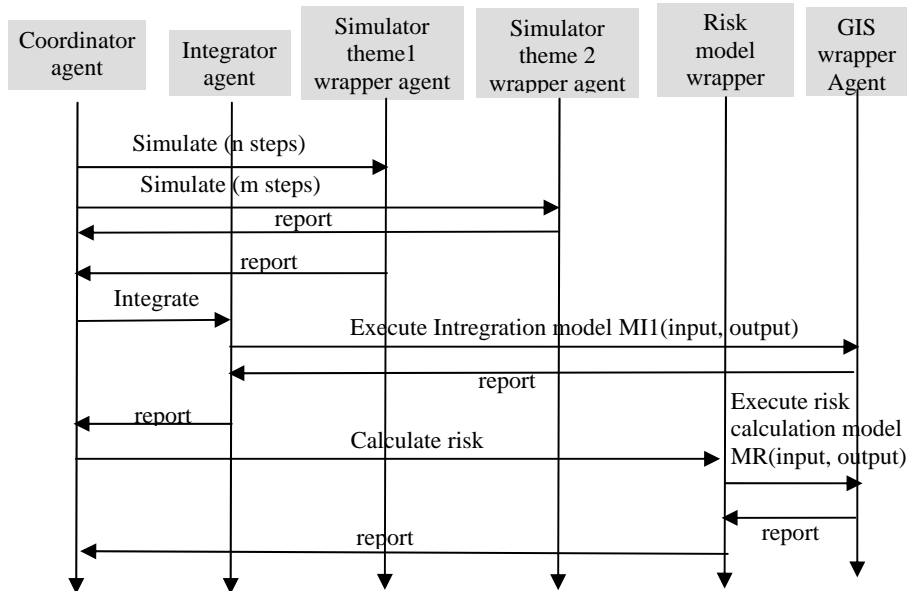 Coordinator
agent
Integrator
agent
Simulator
theme1
wrapper agent
Simulator
theme 2
wrapper agent
Risk
model
wrapper
GIS
wrapper
Agent
Simulate (n steps)
Simulate (m steps)
report
report
Integrate
Execute Intregration model MI1(input, output)
report
report
Execute risk
calculation model
MR(input, output)
Calculate risk
report
report